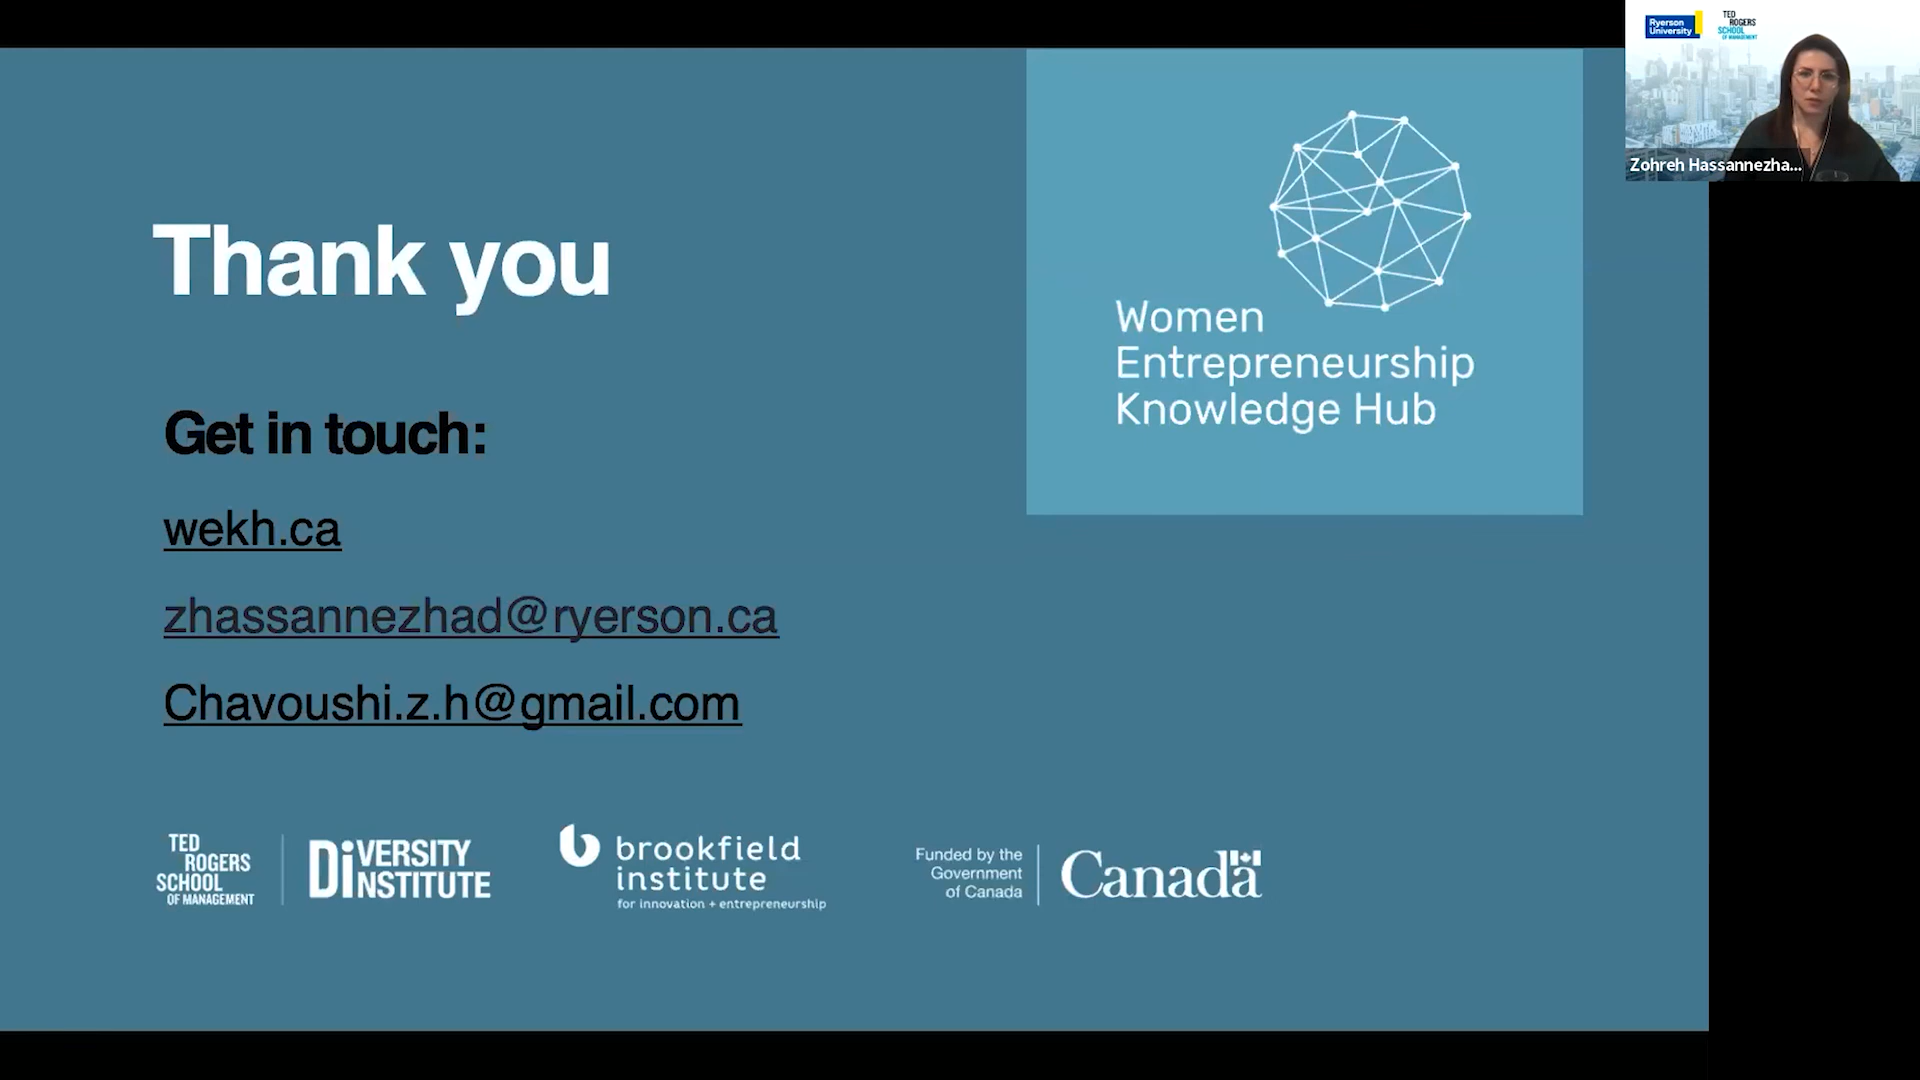 Thank you
Get in touch:
wekh.ca
zhassannezhad@ryerson.ca
Chavoushi.z.h@gmail.com
Women
Entrepreneurship
Knowledge Hub
TED
ROGERS
SCHOOL
OF MANAGEMENT
DiVERSITY
INSTITUTE
brookfield
institute
for innovation + entrepreneurship
Funded by the
Government
of Canada
Canada
Ryerson
University
TED
ROGERS
SCHOOL
OF MANAGEMENT
Zohreh Hassannezha...